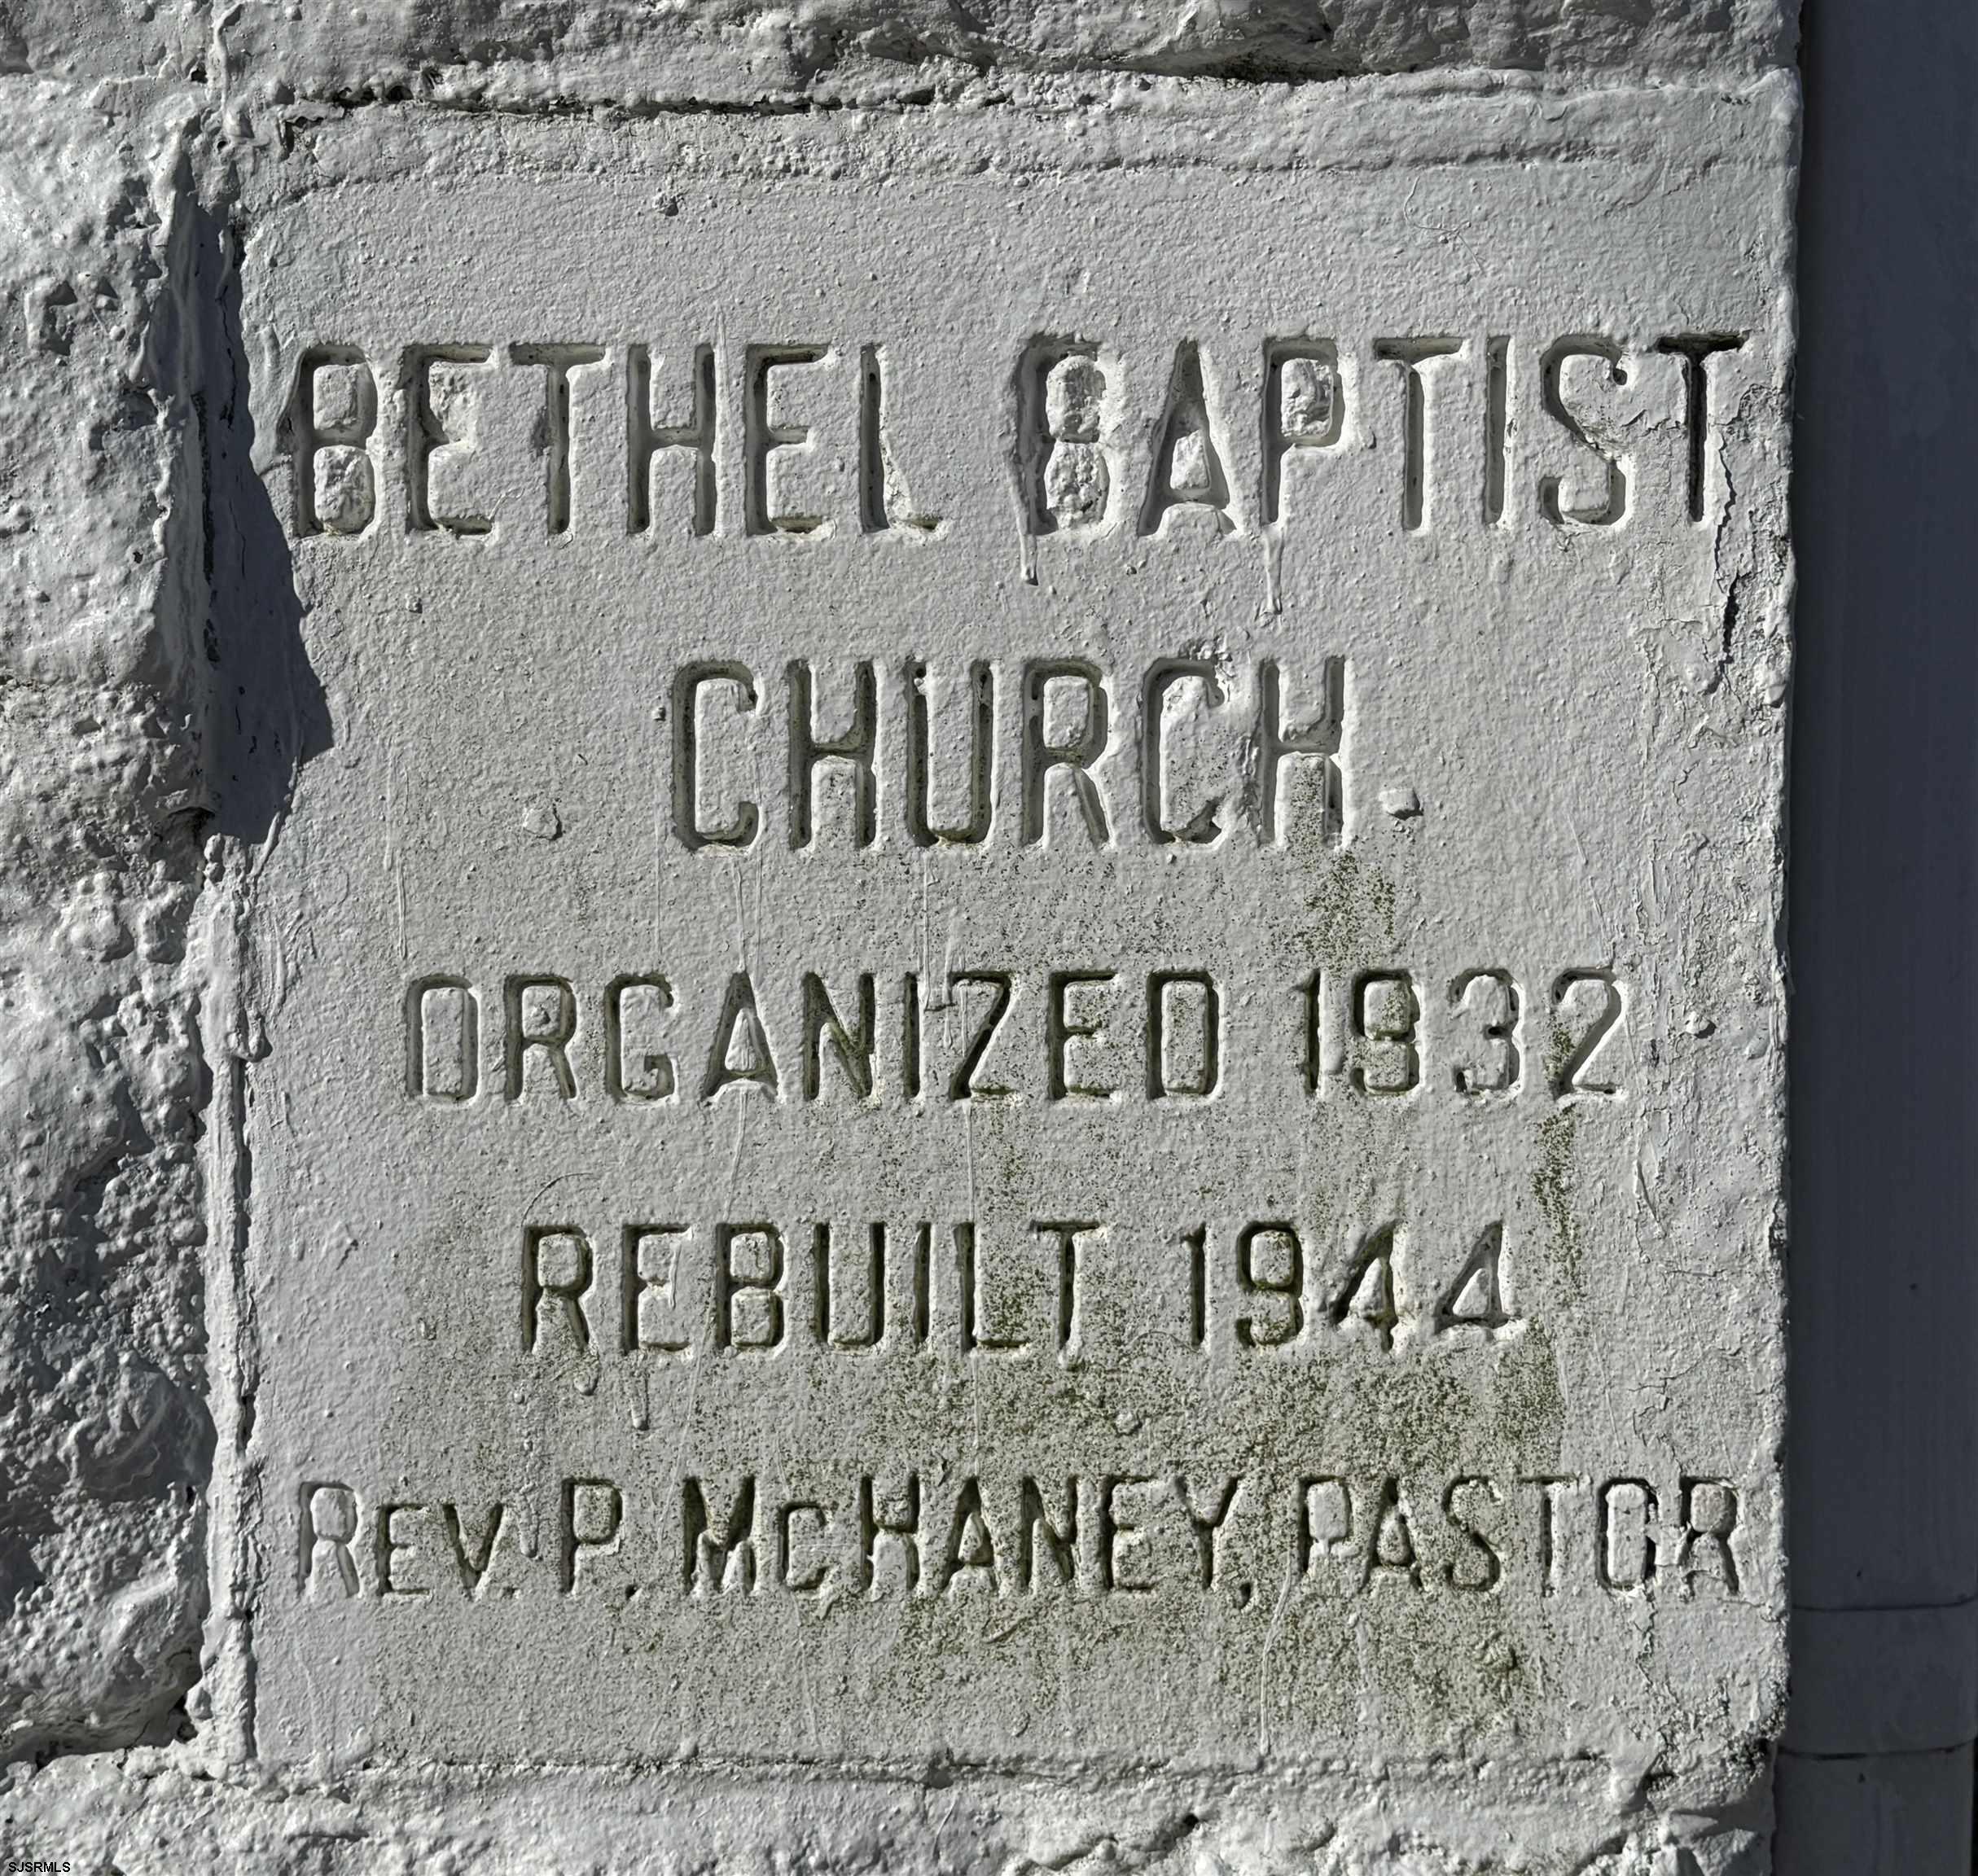 BETHEL BAPTIST
CHURCH.
ORGANIZED 1932
REBUILT 1944
REV. P. McHANEY, PASTOR
SJSRMLS